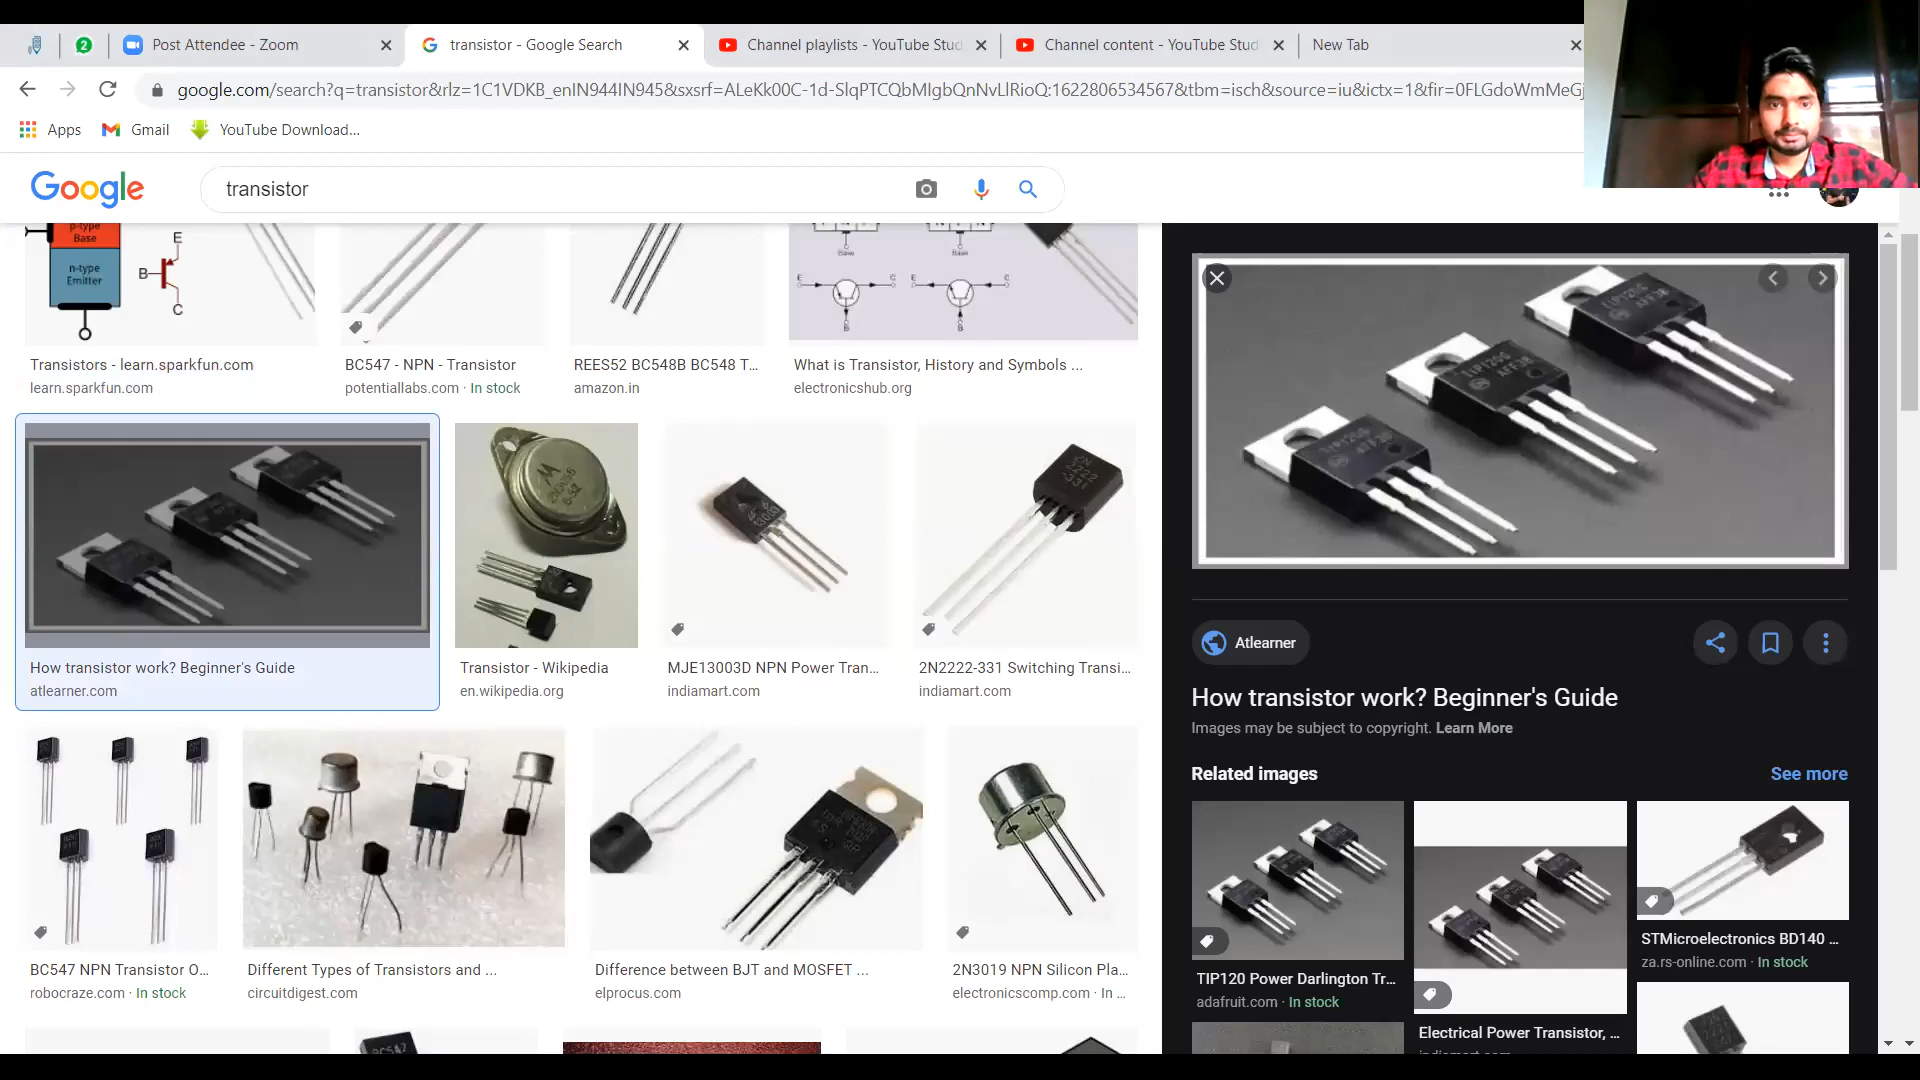 2
Post Attendee - Zoom
transistor - Google Search
Channel playlists - YouTube Stud
Channel content - YouTube Stud
New Tab
google.com/search?q=transistor&rlz=1C1VDKB_enIN944IN945&sxsrf=ALeKk00C-1d-SlqPTCQbMIgbQnNvLlRioQ:1622806534567&tbm=isch&source=iu&ictx=1&fir=0FLGdoWmMeGj
Apps
Gmail
YouTube Download...
Google
transistor
p-type
Base
n-type
Emitter
E
B
C
Base
Base
E
C
E
C
B
B
Transistors - learn.sparkfun.com
learn.sparkfun.com
BC547 - NPN - Transistor
potentiallabs.com · In stock
REES52 BC548B BC548 T...
amazon.in
What is Transistor, History and Symbols ...
electronicshub.org
How transistor work? Beginner's Guide
atlearner.com
Transistor - Wikipedia
en.wikipedia.org
MJE13003D NPN Power Tran...
indiamart.com
2N2222-331 Switching Transi...
indiamart.com
BC547 NPN Transistor O...
robocraze.com · In stock
Different Types of Transistors and ...
circuitdigest.com
Difference between BJT and MOSFET ...
elprocus.com
2N3019 NPN Silicon Pla...
electronicscomp.com · In ...
TIP120G
TIP120G
TIP120G
Atlearner
How transistor work? Beginner's Guide
Images may be subject to copyright. Learn More
Related images
See more
TIP120 Power Darlington Tr...
adafruit.com · In stock
Electrical Power Transistor, ...
STMicroelectronics BD140 ...
za.rs-online.com · In stock